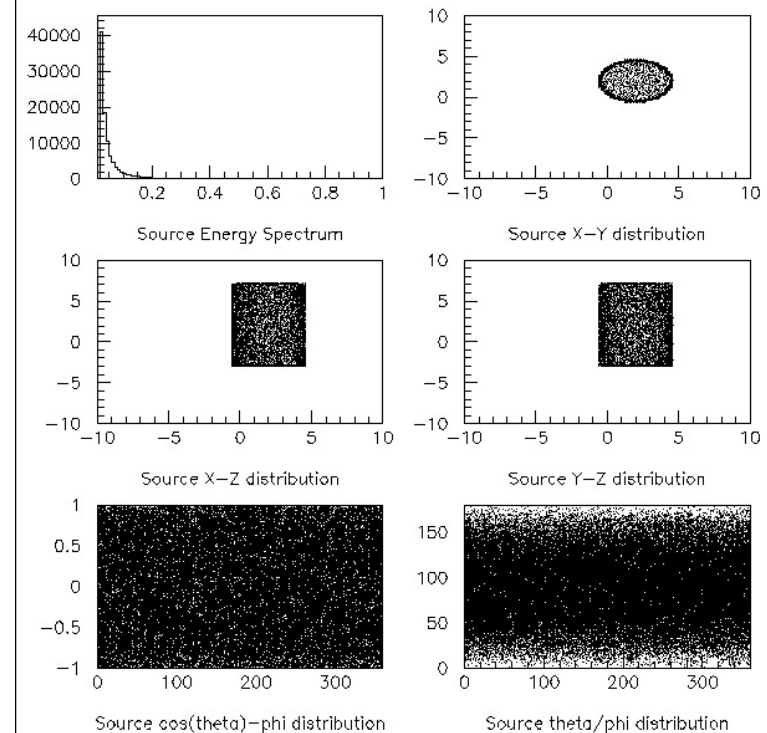 40000
30000
20000
10000
0
0.2 0.4 0.6 0.8 1
Source Energy Spectrum
10
5
0
−5
−10
−10 −5 0 5 10
Source X−Y distribution
10
5
0
−5
−10
−10 −5 0 5 10
Source X−Z distribution
10
5
0
−5
−10
−10 −5 0 5 10
Source Y−Z distribution
1
0.5
0
−0.5
−1
0 100 200 300
Source cos(theta)−phi distribution
150
100
50
0
0 100 200 300
Source theta/phi distribution